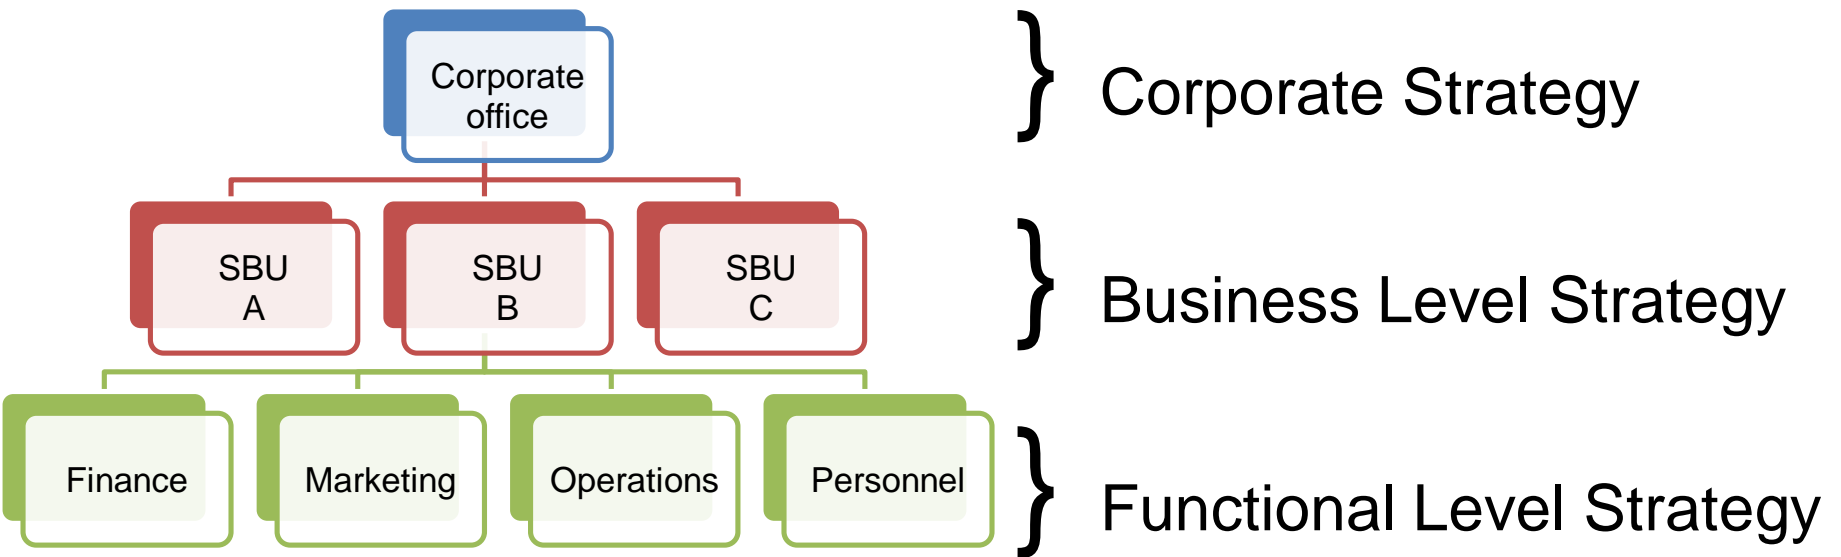 Corporate
office
} Corporate Strategy
SBU
A
SBU
B
SBU
C
} Business Level Strategy
Finance
Marketing
Operations
Personnel
} Functional Level Strategy